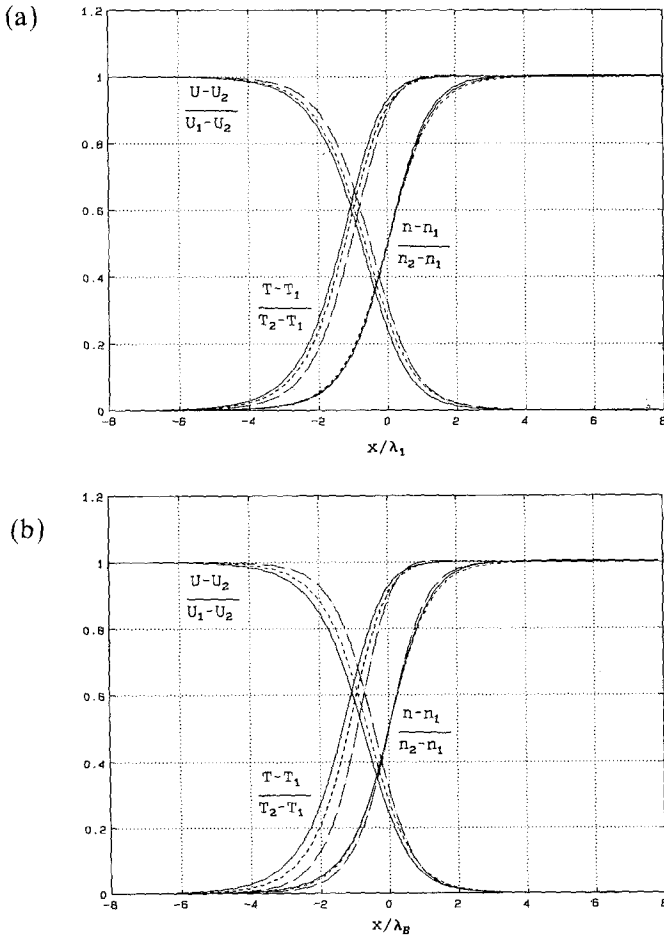 (a)
1.2
1
0.8
0.6
0.4
0.2
0
U-U₂
U₁-U₂
T-T₁
T₂-T₁
n-n₁
n₂-n₁
-8 -6 -4 -2 0 2 4 6 8
x/λ₁
(b)
1.2
1
0.8
0.6
0.4
0.2
0
U-U₂
U₁-U₂
T-T₁
T₂-T₁
n-n₁
n₂-n₁
-8 -6 -4 -2 0 2 4 6 8
x/λ_B